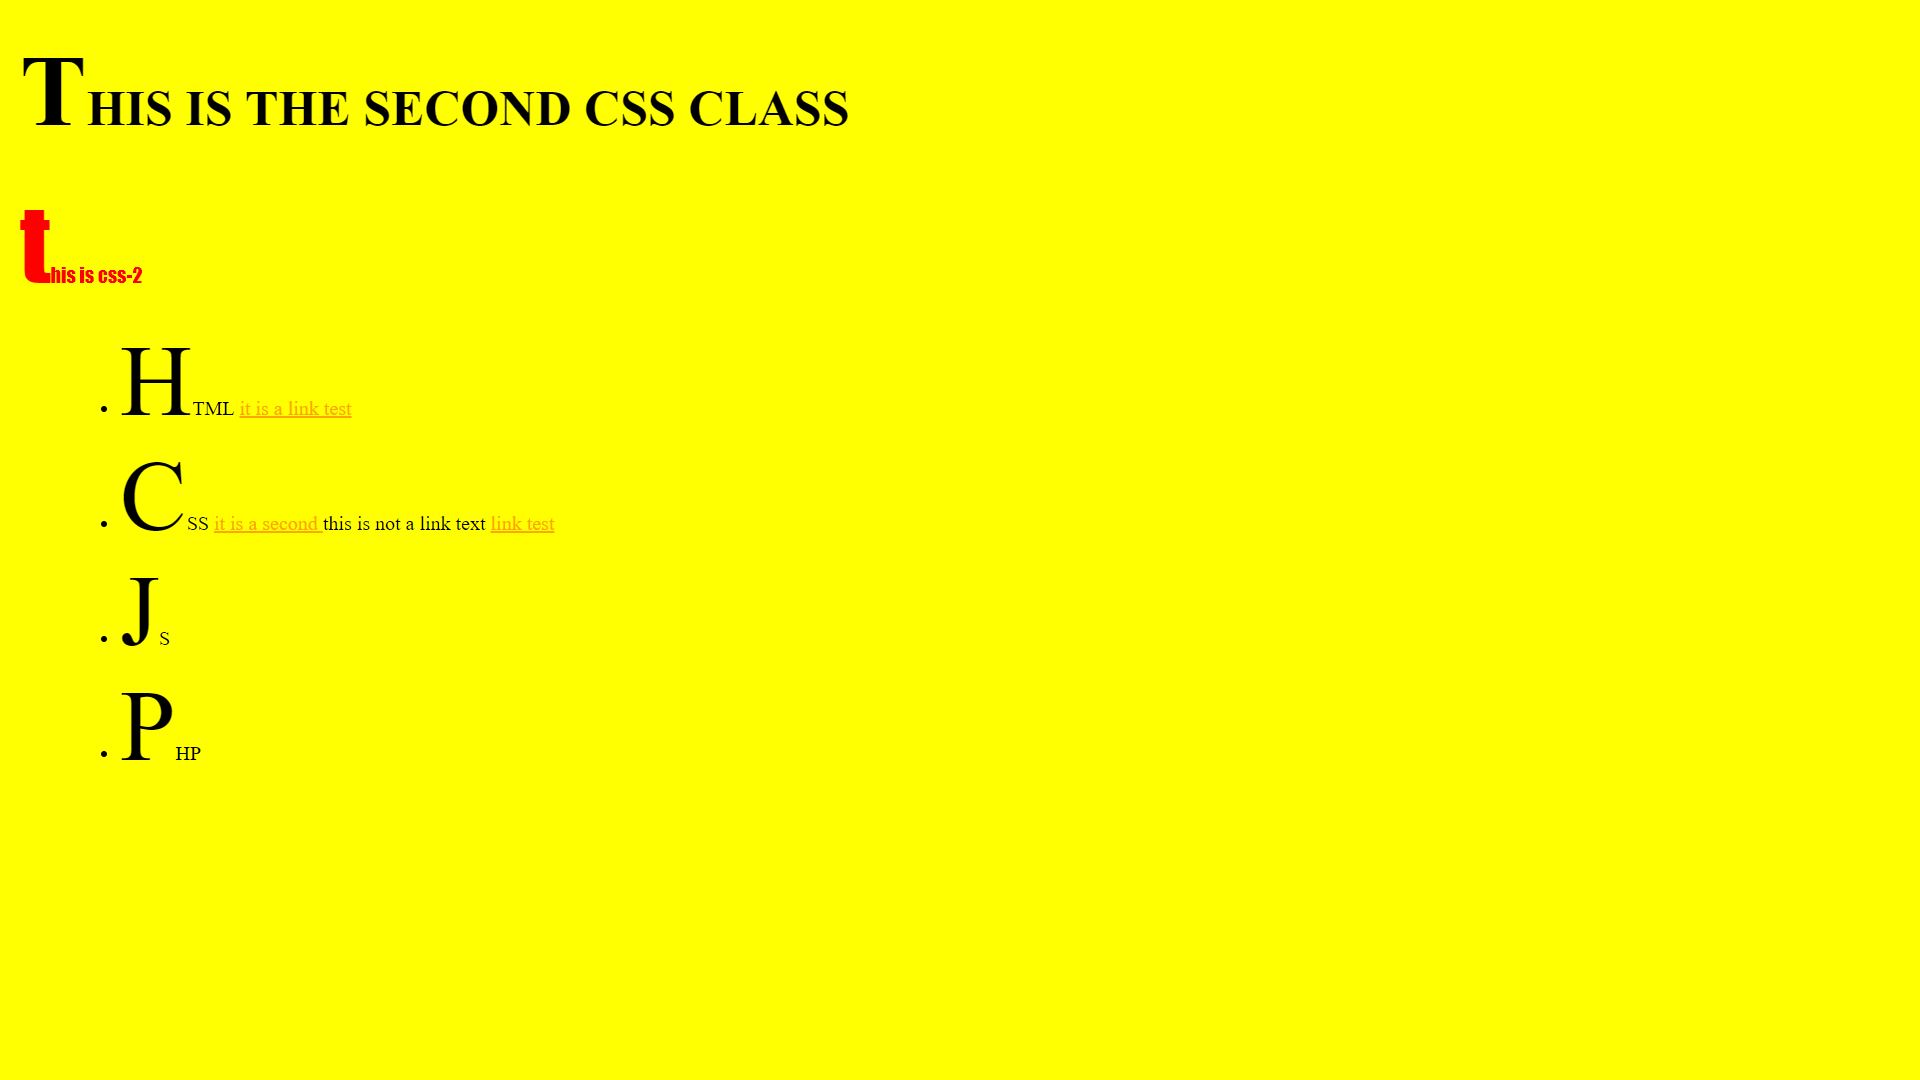 THIS IS THE SECOND CSS CLASS
this is css-2
HTML it is a link test
CSS it is a second this is not a link text link test
JS
PHP